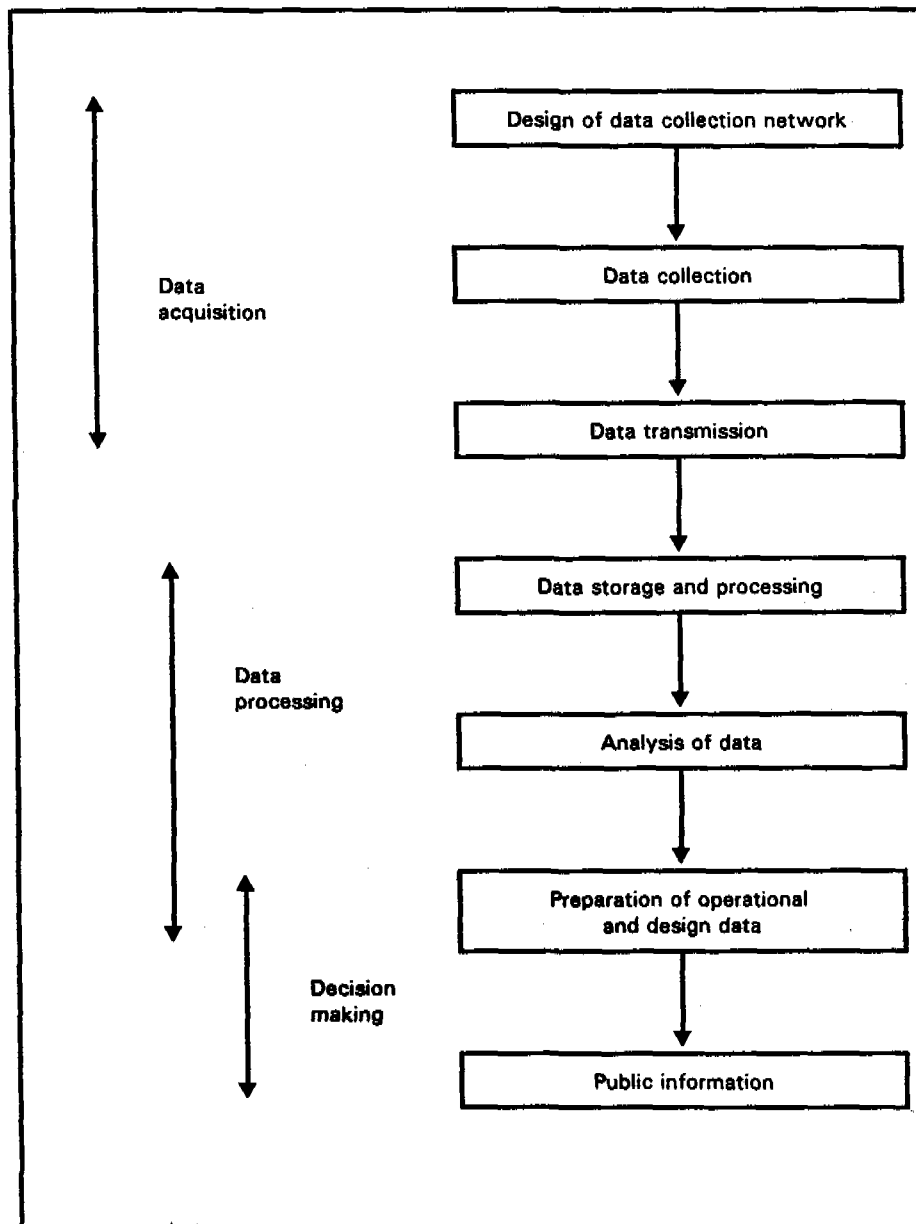 Design of data collection network
Data collection
Data
acquisition
Data transmission
Data storage and processing
Data
processing
Analysis of data
Preparation of operational
and design data
Decision
making
Public information